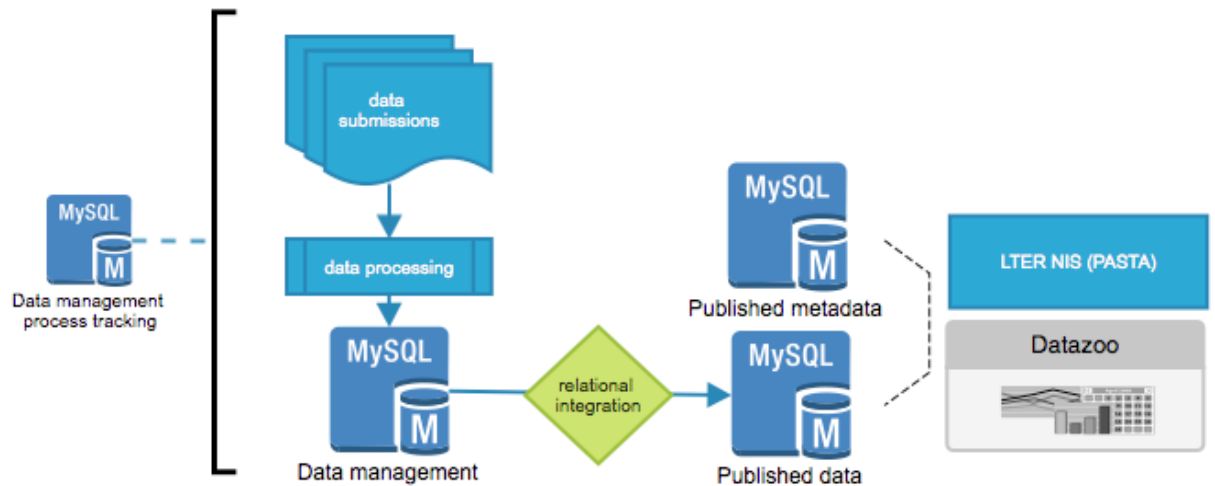 data
submissions
MySQL
M
Data management
process tracking
data processing
MySQL
M
Data management
relational
integration
MySQL
M
Published metadata
MySQL
M
Published data
LTER NIS (PASTA)
Datazoo